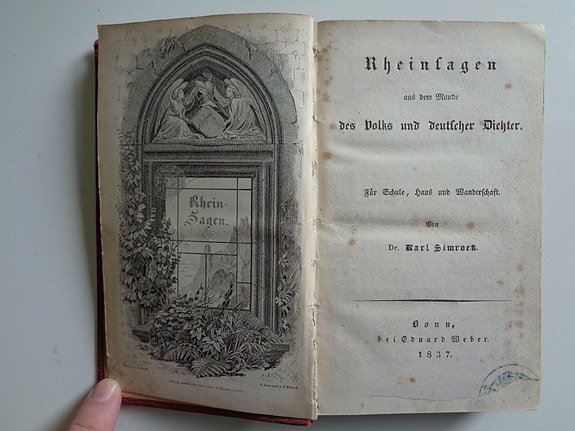 Rhein-
Sagen.
Rheinsagen
aus dem Munde
des Volks und deutscher Dichter.
Für Schule, Haus und Wanderschaft.
Von
Dr. Karl Simrock.
Bonn,
bei Eduard Weber.
1837.